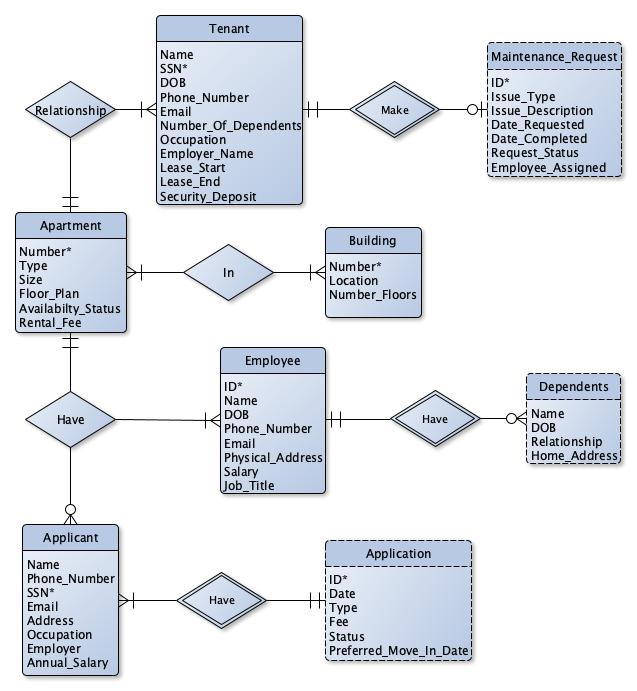 Tenant
Name
SSN*
DOB
Phone_Number
Email
Number_Of_Dependents
Occupation
Employer_Name
Lease_Start
Lease_End
Security_Deposit
Relationship
Make
Maintenance_Request
ID*
Issue_Type
Issue_Description
Date_Requested
Date_Completed
Request_Status
Employee_Assigned
Apartment
Number*
Type
Size
Floor_Plan
Availabilty_Status
Rental_Fee
In
Building
Number*
Location
Number_Floors
Have
Employee
ID*
Name
DOB
Phone_Number
Email
Physical_Address
Salary
Job_Title
Have
Dependents
Name
DOB
Relationship
Home_Address
Applicant
Name
Phone_Number
SSN*
Email
Address
Occupation
Employer
Annual_Salary
Have
Application
ID*
Date
Type
Fee
Status
Preferred_Move_In_Date